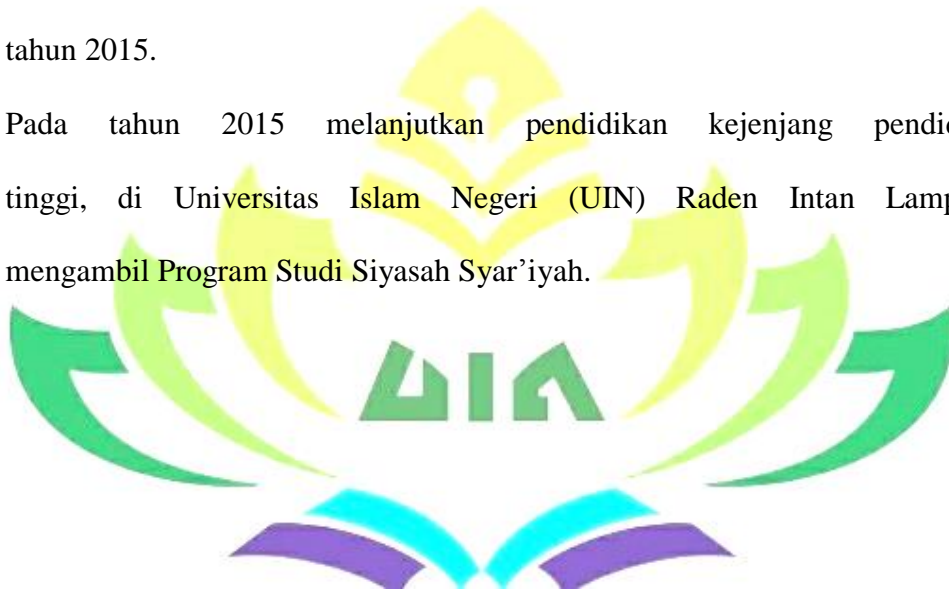 tahun 2015.
Pada tahun 2015 melanjutkan pendidikan kejenjang
tinggi, di Universitas Islam Negeri (UIN) Raden Intan
mengambil Program Studi Siyasah Syar’iyah.
UIN